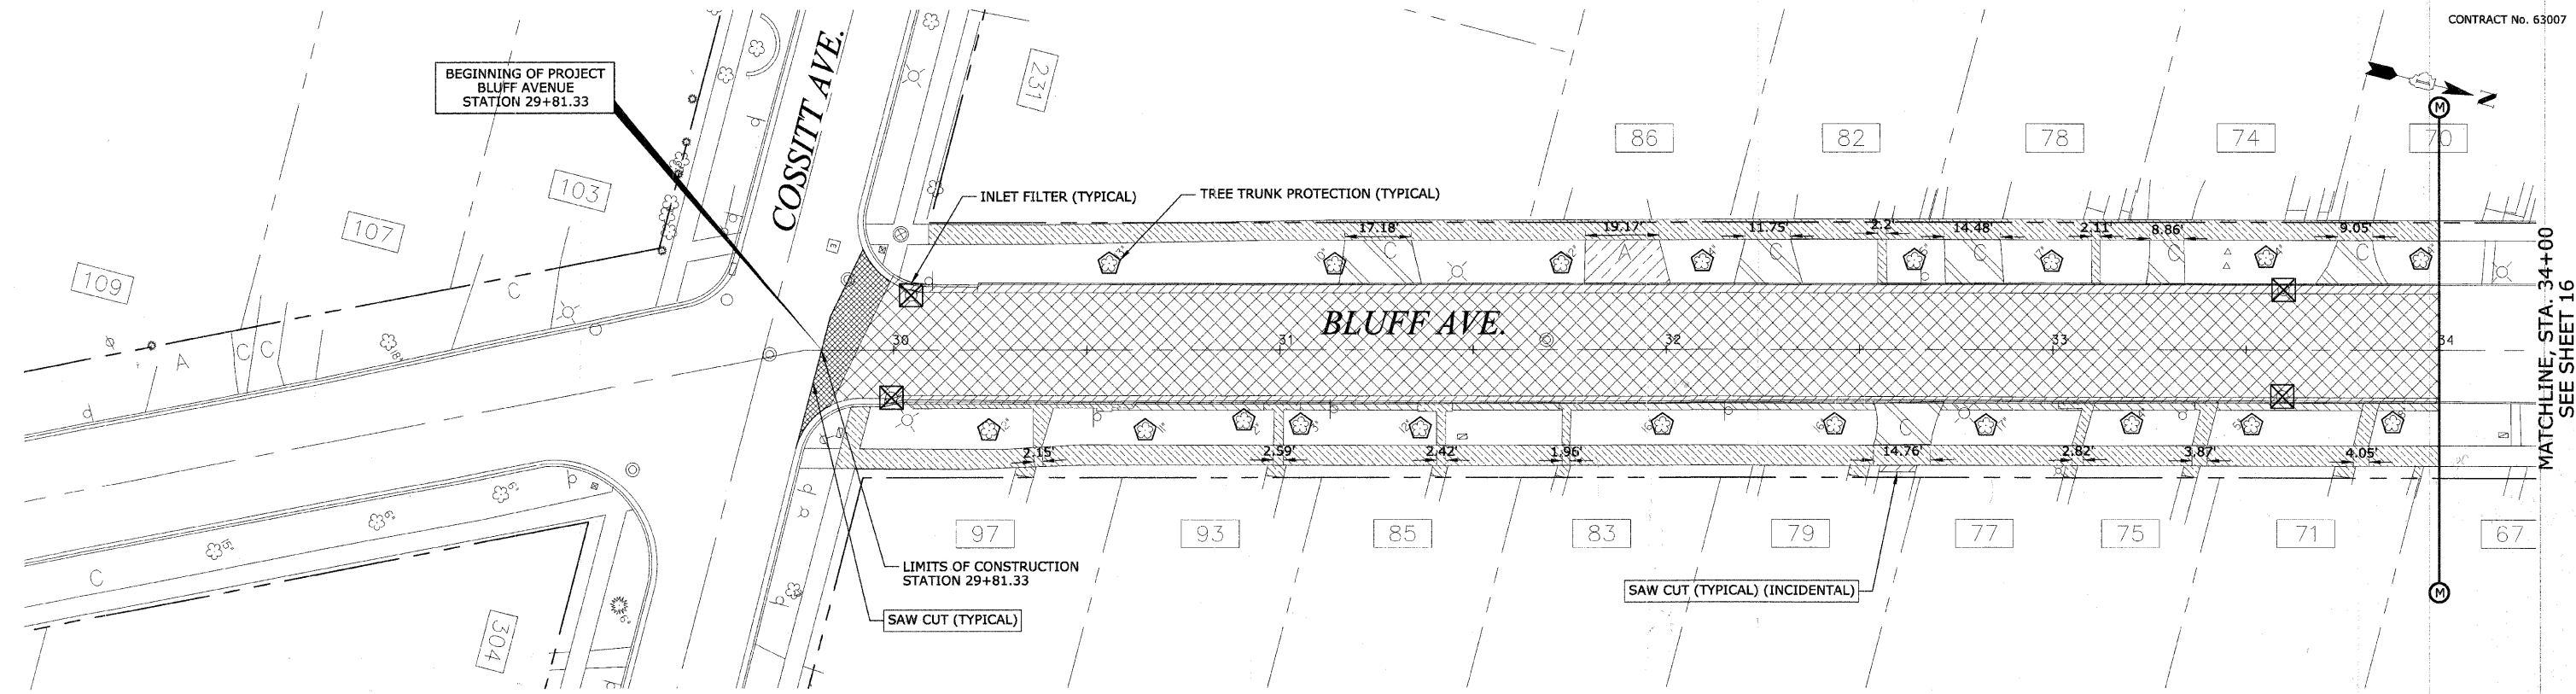 CONTRACT No. 63007
BEGINNING OF PROJECT
BLUFF AVENUE
STATION 29+81.33
COSSITT AVE.
231
N
M
86
82
78
74
70
103
107
109
INLET FILTER (TYPICAL)
TREE TRUNK PROTECTION (TYPICAL)
17.18'
19.17'
11.75'
2.2'
14.48'
2.11'
8.86'
9.05'
C
A
C
C
C
C
E
C
A
C
C
18"
BLUFF AVE.
30
31
32
33
34
MATCHLINE, STA. 34+00
SEE SHEET 16
2.15'
2.59'
2.42'
1.96'
14.76'
2.82'
3.87'
4.05'
C
97
93
85
83
79
77
75
71
67
6"
6"
15"
C
6"
304
LIMITS OF CONSTRUCTION
STATION 29+81.33
SAW CUT (TYPICAL)
SAW CUT (TYPICAL) (INCIDENTAL)
M